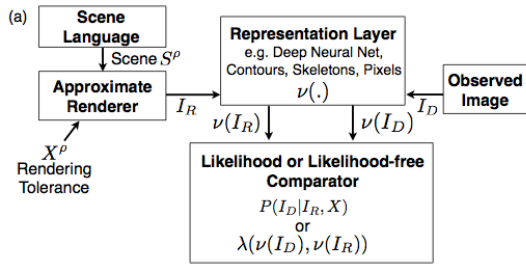 (a)
Scene
Language
Scene S^ρ
Approximate
Renderer
X^ρ
Rendering
Tolerance
I_R
Representation Layer
e.g. Deep Neural Net,
Contours, Skeletons, Pixels
ν(.)
Observed
Image
I_D
ν(I_R)
ν(I_D)
Likelihood or Likelihood-free
Comparator
P(I_D|I_R, X)
or
λ(ν(I_D), ν(I_R))